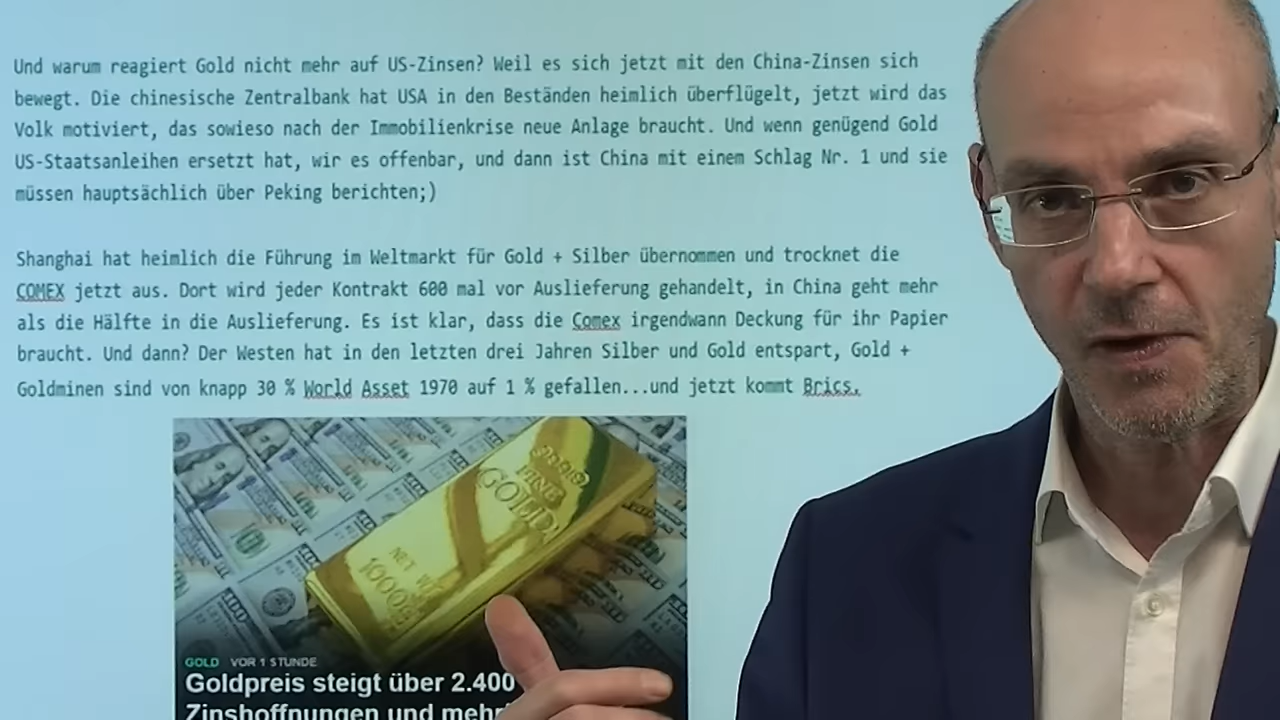 Und warum reagiert Gold nicht mehr auf US-Zinsen? Weil es sich jetzt mit den China-Zinsen sich
bewegt. Die chinesische Zentralbank hat USA in den Beständen heimlich überflügelt, jetzt wird das
Volk motiviert, das sowieso nach der Immobilienkrise neue Anlage braucht. Und wenn genügend Gold
US-Staatsanleihen ersetzt hat, wir es offenbar, und dann ist China mit einem Schlag Nr. 1 und sie
müssen hauptsächlich über Peking berichten;)
Shanghai hat heimlich die Führung im Weltmarkt für Gold + Silber übernommen und trocknet die
COMEX jetzt aus. Dort wird jeder Kontrakt 600 mal vor Auslieferung gehandelt, in China geht mehr
als die Hälfte in die Auslieferung. Es ist klar, dass die Comex irgendwann Deckung für ihr Papier
braucht. Und dann? Der Westen hat in den letzten drei Jahren Silber und Gold entspart, Gold +
Goldminen sind von knapp 30 % World Asset 1970 auf 1 % gefallen...und jetzt kommt Brics.
FINE
GOLD
NET
1000g
GOLD VOR 1 STUNDE
Goldpreis steigt über 2.400
Zinshoffnungen und mehr